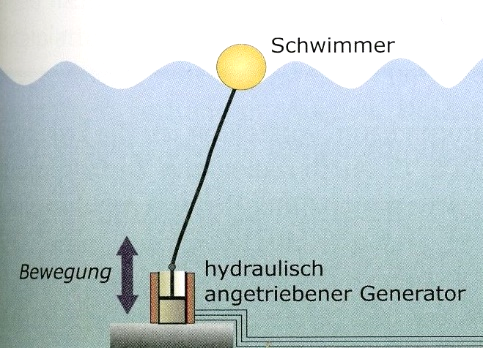 Schwimmer
Bewegung
hydraulisch
angetriebener Generator